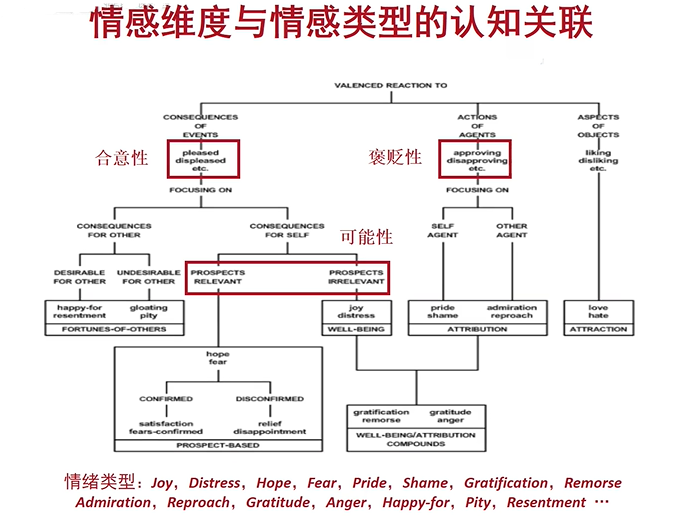 情感维度与情感类型的认知关联
VALENCED REACTION TO
CONSEQUENCES
OF
EVENTS
ACTIONS
OF
AGENTS
ASPECTS
OF
OBJECTS
合意性
pleased
displeased
etc.
褒贬性
approving
disapproving
etc.
liking
disliking
etc.
FOCUSING ON
FOCUSING ON
CONSEQUENCES
FOR OTHER
CONSEQUENCES
FOR SELF
可能性
SELF
AGENT
OTHER
AGENT
DESIRABLE
FOR OTHER
UNDESIRABLE
FOR OTHER
PROSPECTS
RELEVANT
PROSPECTS
IRRELEVANT
happy-for
resentment
gloating
pity
FORTUNES-OF-OTHERS
joy
distress
WELL-BEING
pride
shame
admiration
reproach
ATTRIBUTION
love
hate
ATTRACTION
hope
fear
CONFIRMED
DISCONFIRMED
satisfaction
fears-confirmed
relief
disappointment
PROSPECT-BASED
gratification
remorse
gratitude
anger
WELL-BEING/ATTRIBUTION
COMPOUNDS
情绪类型：Joy，Distress，Hope，Fear，Pride，Shame，Gratification，Remorse
Admiration，Reproach，Gratitude，Anger，Happy-for，Pity，Resentment …